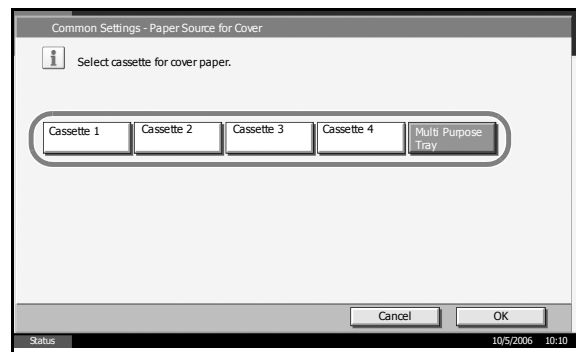 Common Settings - Paper Source for Cover
i Select cassette for cover paper.
Cassette 1 Cassette 2 Cassette 3 Cassette 4 Multi Purpose
Tray
Cancel OK
Status 10/5/2006 10:10